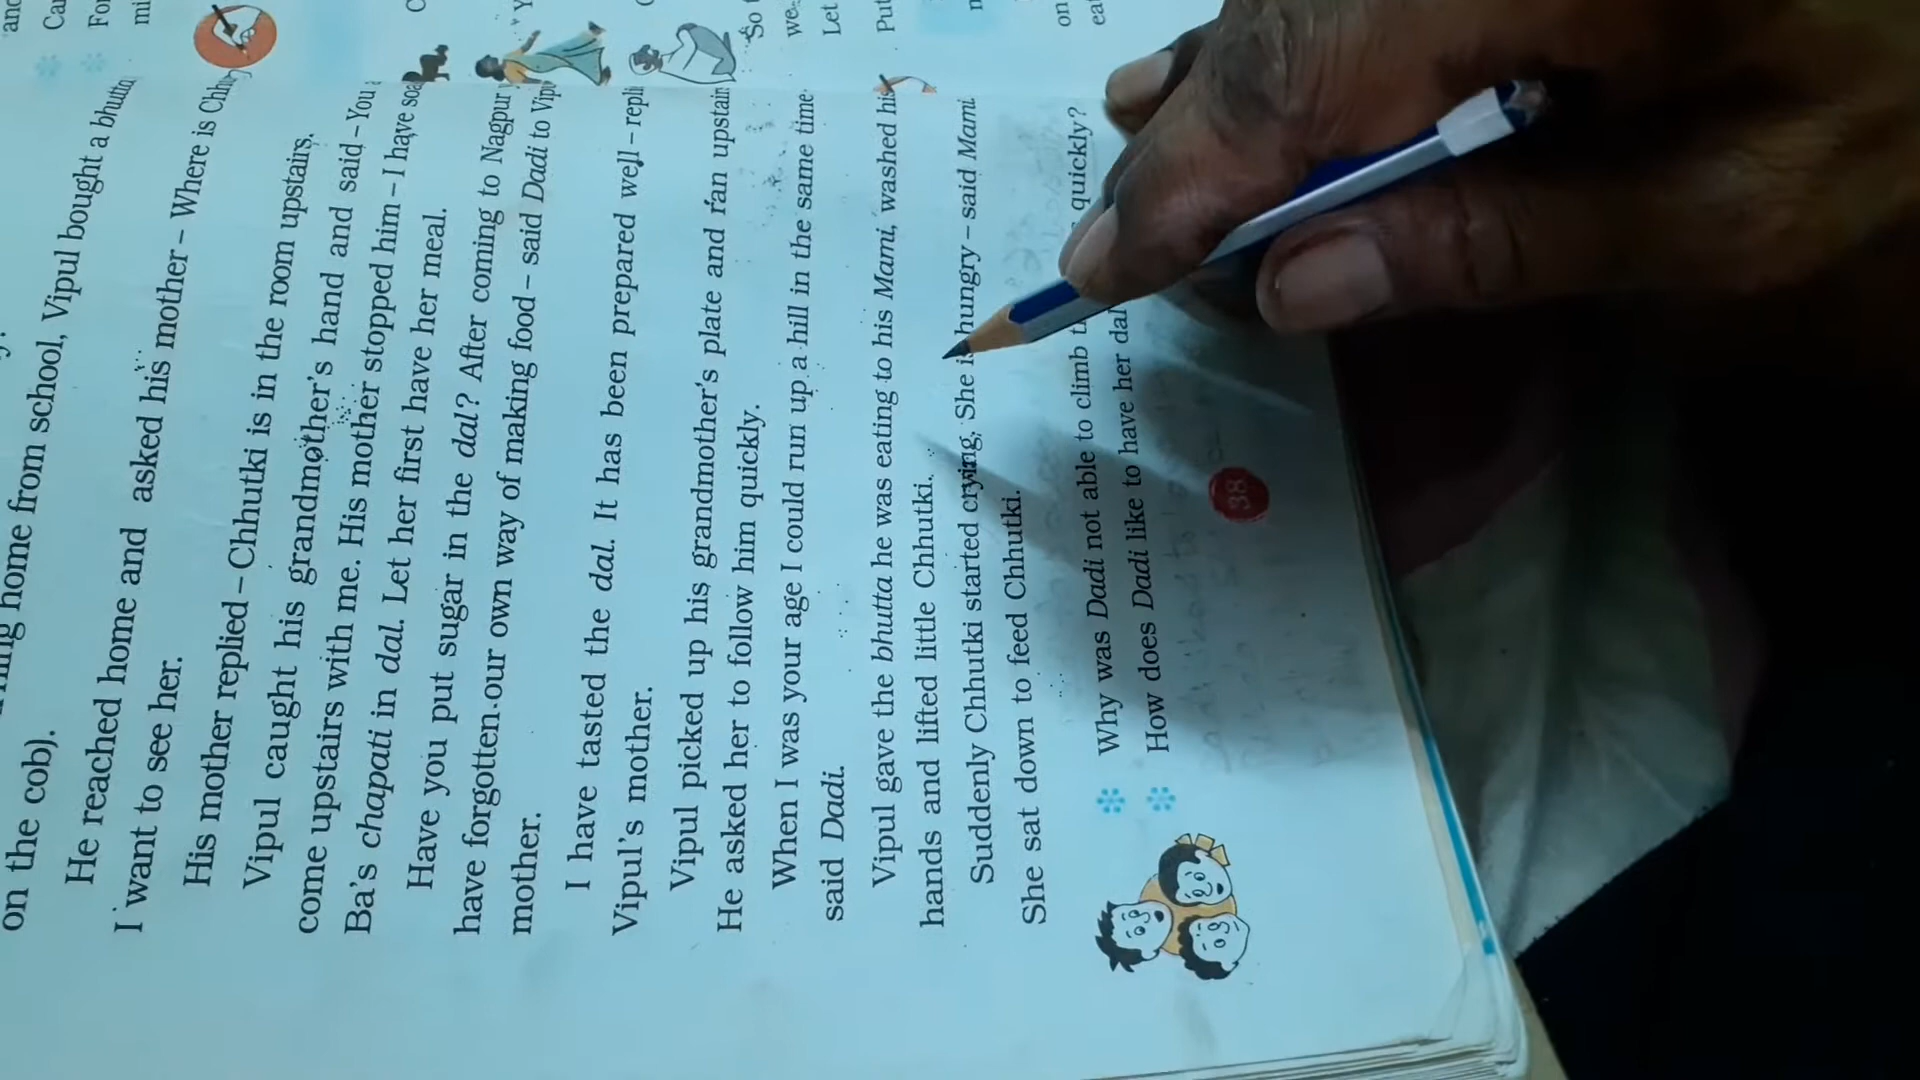 ing home from school, Vipul bought a bhutta
on the cob).
He reached home and asked his mother – Where is
I want to see her.
His mother replied – Chhutki is in the room upstairs.
Vipul caught his grandmother's hand and said – You
come upstairs with me. His mother stopped him – I have
Ba's chapati in dal. Let her first have her meal.
Have you put sugar in the dal? After coming to Nagpur
have forgotten our own way of making food – said Dadi to
mother.
I have tasted the dal. It has been prepared well –
Vipul's mother.
Vipul picked up his grandmother's plate and ran
He asked her to follow him quickly.
When I was your age I could run up a hill in the same time
said Dadi.
Vipul gave the bhutta he was eating to his Mami, washed his
hands and lifted little Chhutki.
Suddenly Chhutki started crying. She is hungry – said Mami
She sat down to feed Chhutki.
Why was Dadi not able to climb quickly?
How does Dadi like to have her dal
38
Let
on